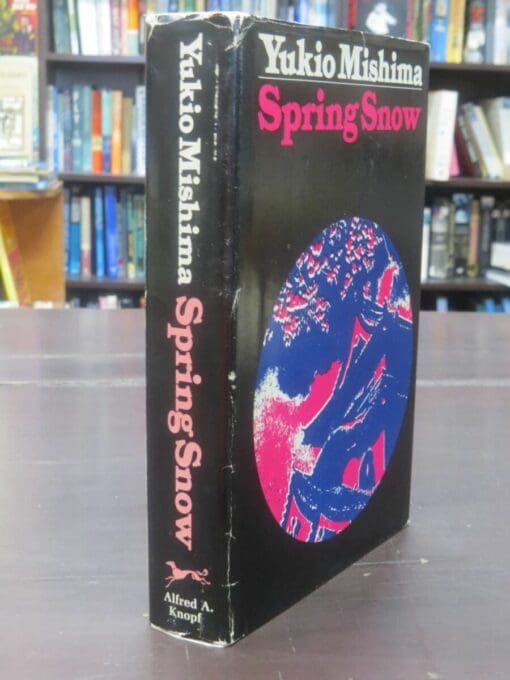 Yukio Mishima
Spring Snow
Yukio Mishima Spring Snow
Alfred A.
Knopf